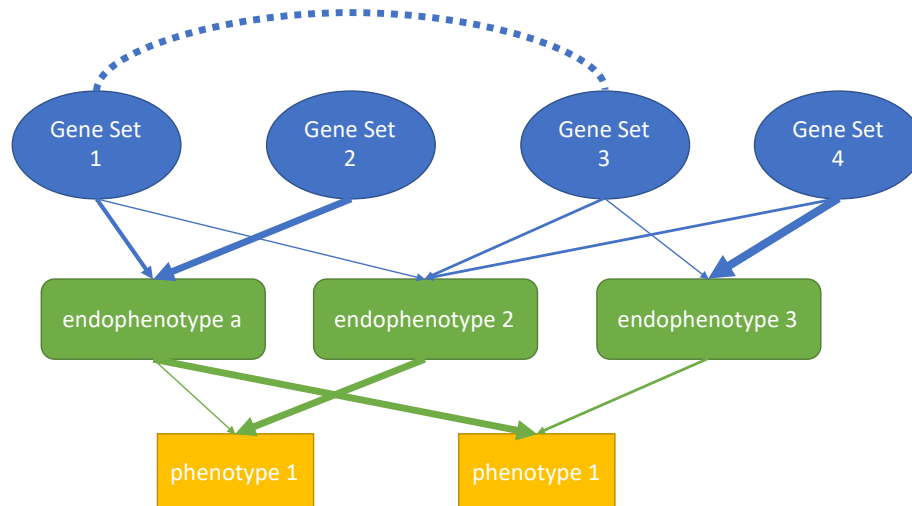 Gene Set
1
Gene Set
2
Gene Set
3
Gene Set
4
endophenotype a
endophenotype 2
endophenotype 3
phenotype 1
phenotype 1